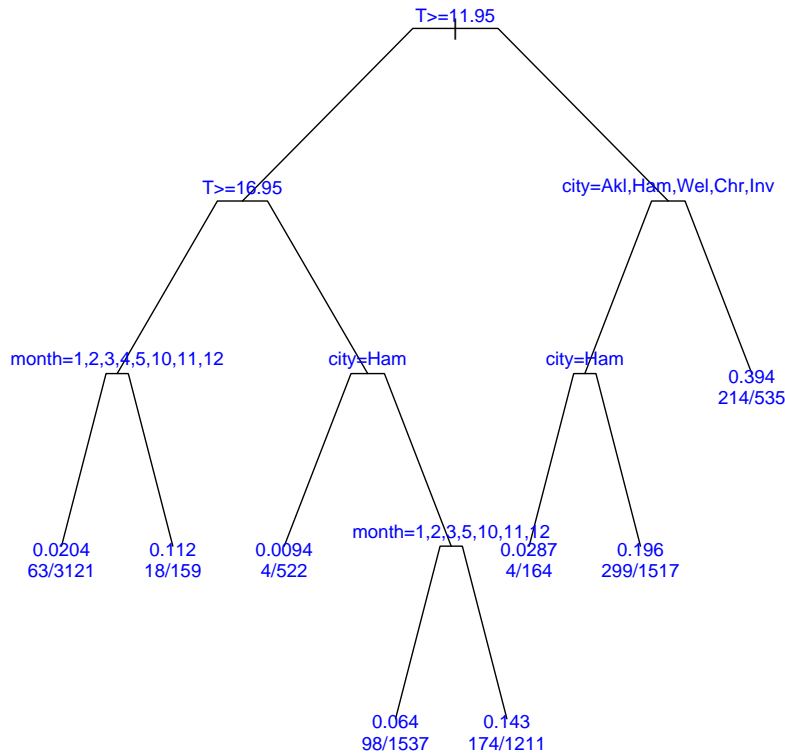 T>=11.95
T>=16.95
city=Akl,Ham,Wel,Chr,Inv
month=1,2,3,4,5,10,11,12
city=Ham
city=Ham
0.394
214/535
month=1,2,3,5,10,11,12
0.0204
63/3121
0.112
18/159
0.0094
4/522
0.0287
4/164
0.196
299/1517
0.064
98/1537
0.143
174/1211